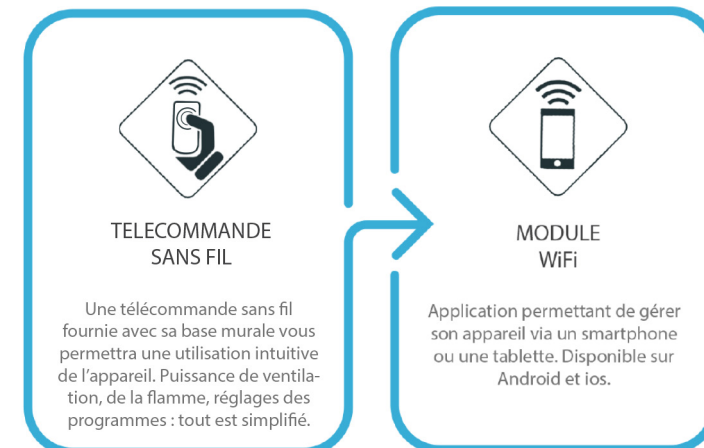 TELECOMMANDE
SANS FIL
Une télécommande sans fil
fournie avec sa base murale vous
permettra une utilisation intuitive
de l'appareil. Puissance de ventila-
tion, de la flamme, réglages des
programmes : tout est simplifié.
MODULE
WiFi
Application permettant de gérer
son appareil via un smartphone
ou une tablette. Disponible sur
Android et ios.